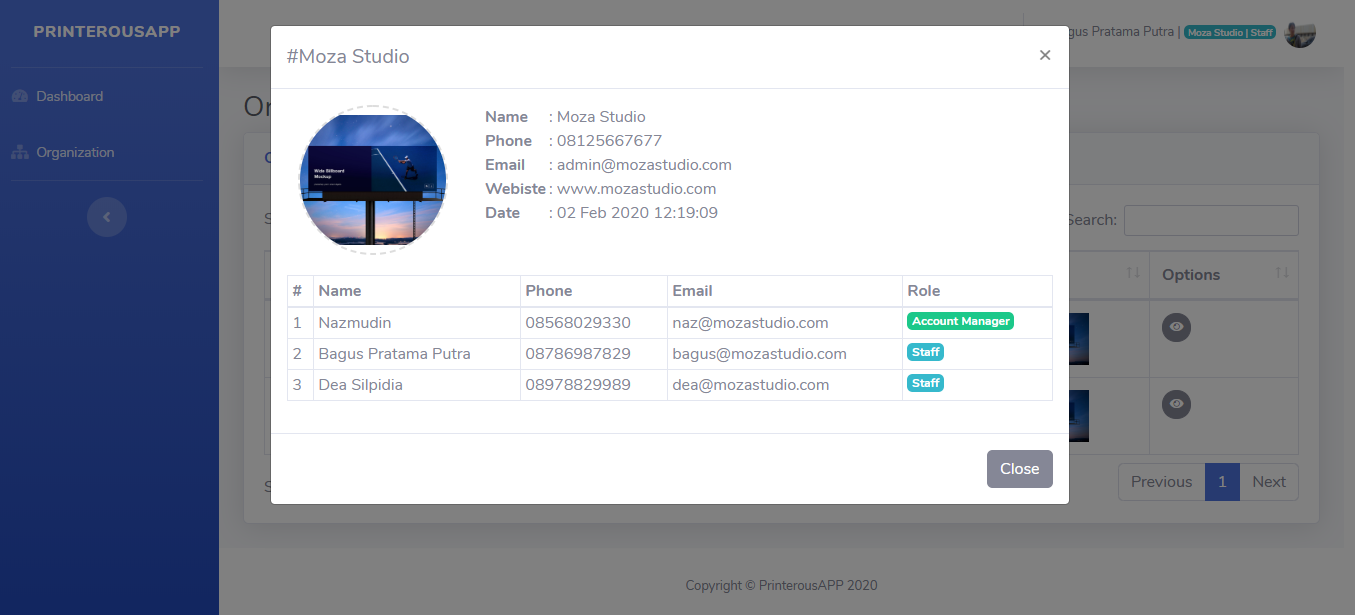 PRINTEROUSAPP
gus Pratama Putra | Moza Studio | Staff
Dashboard
Organization
Or
#Moza Studio
×
Wide Billboard
Mockup
Name : Moza Studio
Phone : 08125667677
Email : admin@mozastudio.com
Webiste : www.mozastudio.com
Date : 02 Feb 2020 12:19:09
Search:
Options
# Name Phone Email Role
1 Nazmudin 08568029330 naz@mozastudio.com Account Manager
2 Bagus Pratama Putra 08786987829 bagus@mozastudio.com Staff
3 Dea Silpidia 08978829989 dea@mozastudio.com Staff
Close
Previous 1 Next
Copyright © PrinterousAPP 2020